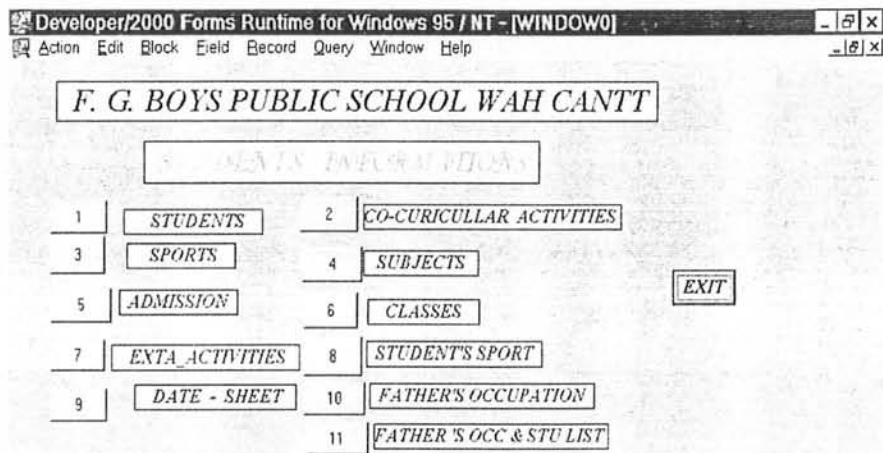 Developer/2000 Forms Runtime for Windows 95 / NT - [WINDOW0]
Action Edit Block Field Record Query Window Help
F. G. BOYS PUBLIC SCHOOL WAH CANTT
STUDENTS INFORMATIONS
1 STUDENTS 2 CO-CURICULLAR ACTIVITIES
3 SPORTS 4 SUBJECTS
EXIT
5 ADMISSION 6 CLASSES
7 EXTA_ACTIVITIES 8 STUDENT'S SPORT
9 DATE - SHEET 10 FATHER'S OCCUPATION
11 FATHER 'S OCC & STU LIST